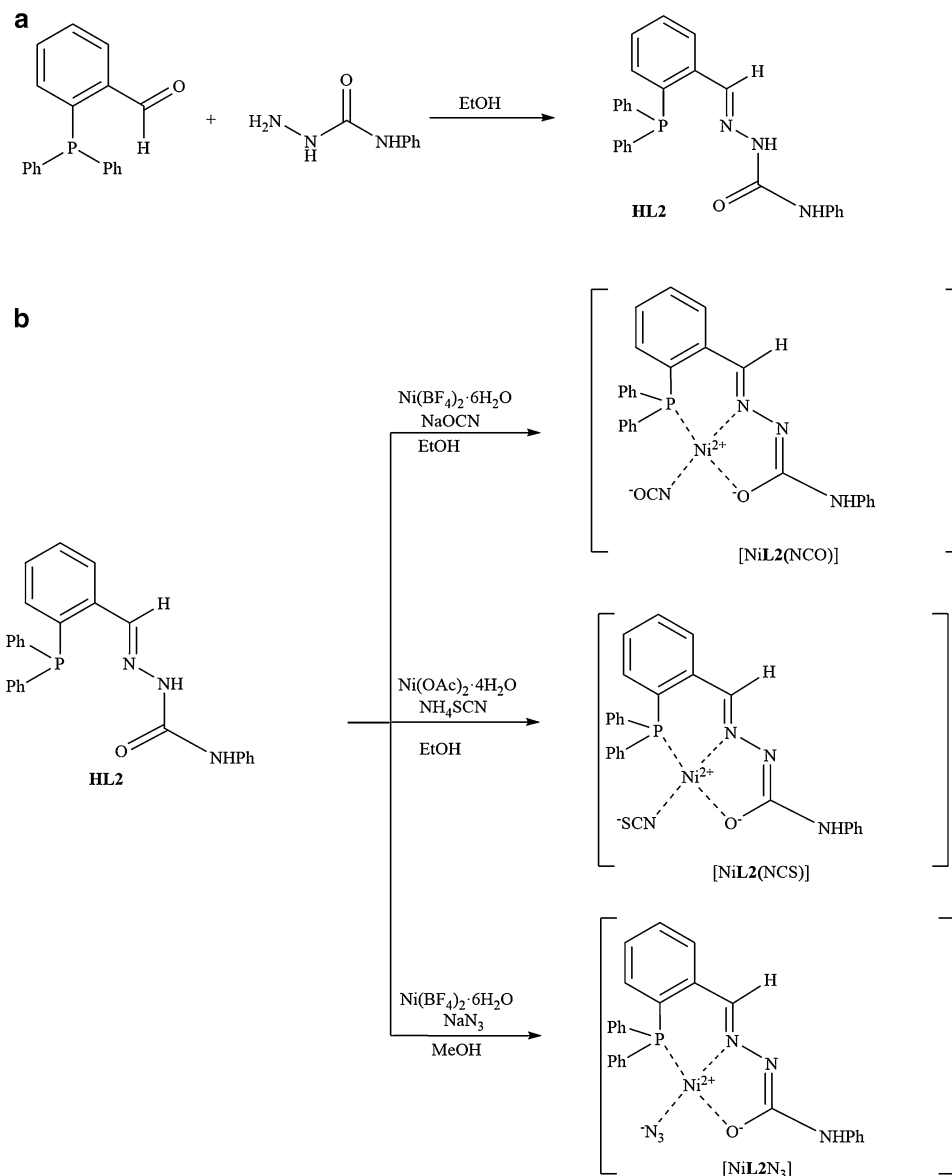 a
O
H
P
Ph
Ph
+
H₂N
N
H
O
NHPh
EtOH
H
Ph
Ph
P
N
NH
O
NHPh
HL2
b
H
Ph
Ph
P
N
NH
O
NHPh
HL2
Ni(BF₄)₂·6H₂O
NaOCN
EtOH
H
Ph
Ph
P
N
N
Ni²⁺
⁻OCN
⁻O
NHPh
[NiL2(NCO)]
Ni(OAc)₂·4H₂O
NH₄SCN
EtOH
H
Ph
Ph
P
N
N
Ni²⁺
⁻SCN
O⁻
NHPh
[NiL2(NCS)]
Ni(BF₄)₂·6H₂O
NaN₃
MeOH
H
Ph
Ph
P
N
N
Ni²⁺
⁻N₃
O⁻
NHPh
[NiL2N₃]